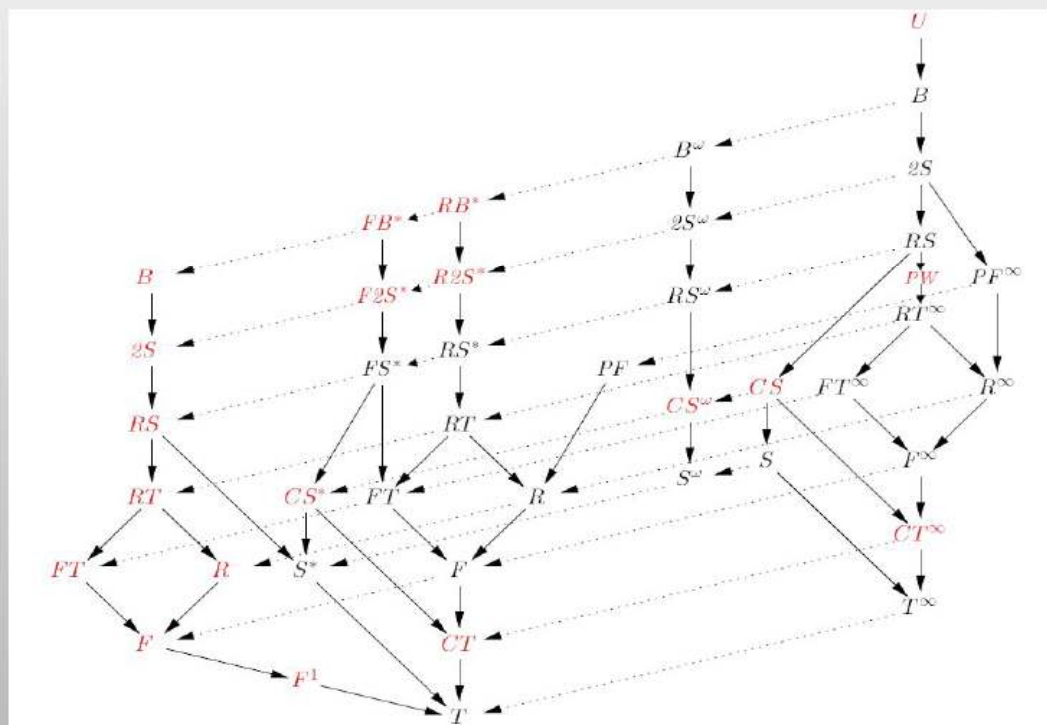 U
B
B^ω
2S
RB*
FB*
2S^ω
RS
B
R2S*
PW
PF^∞
F2S*
RS^ω
RT^∞
2S
RS*
FS*
PF
CS
FT^∞
R^∞
CS^ω
RS
RT
S
F^∞
S^ω
RT
CS*
FT
R
CT^∞
FT
R
S*
F
T^∞
F
CT
F^1
T